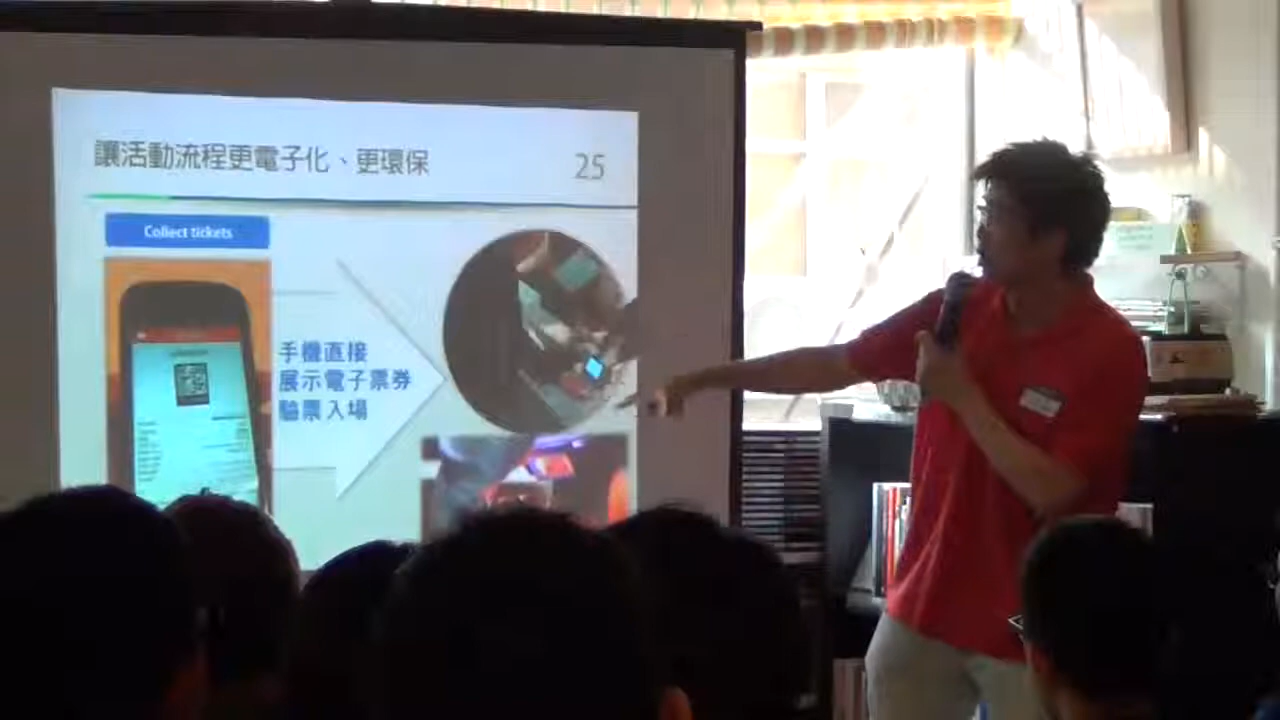 讓活動流程更電子化、更環保
25
Collect tickets
手機直接
展示電子票券
驗票入場